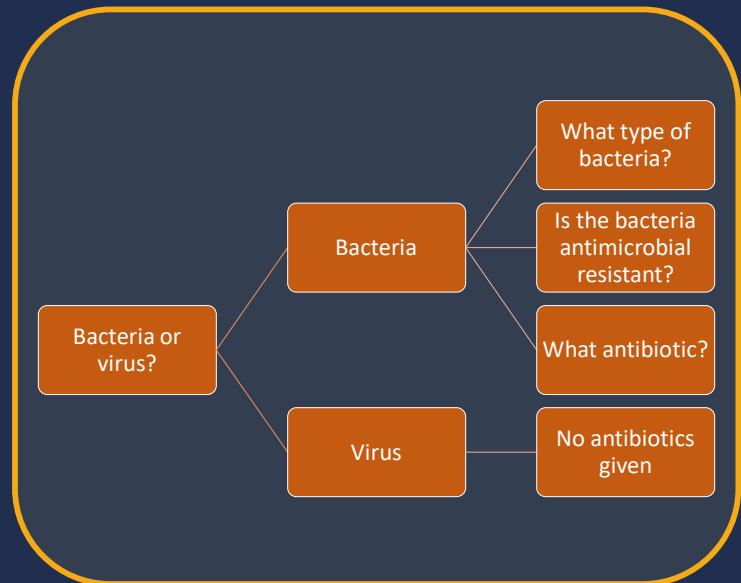 Bacteria or
virus?
Bacteria
What type of
bacteria?
Is the bacteria
antimicrobial
resistant?
What antibiotic?
Virus
No antibiotics
given